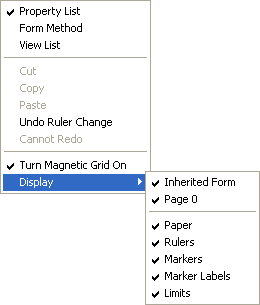 Property List
Form Method
View List
Cut
Copy
Paste
Undo Ruler Change
Cannot Redo
Turn Magnetic Grid On
Display
Inherited Form
Page 0
Paper
Rulers
Markers
Marker Labels
Limits